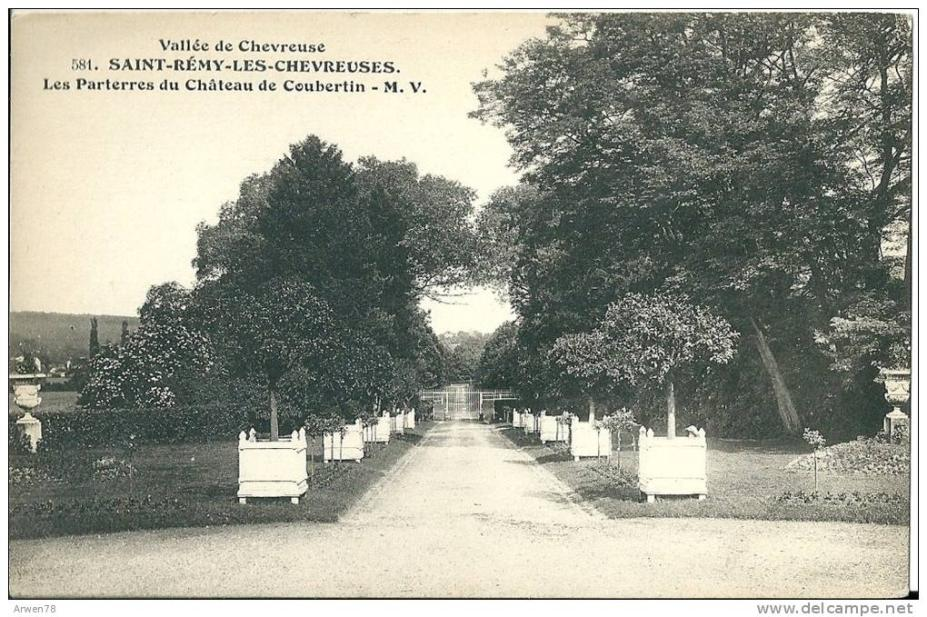 Vallée de Chevreuse
581. SAINT-RÉMY-LES-CHEVREUSES.
Les Parterres du Château de Coubertin - M. V.
Arwen78
www.delcampe.net